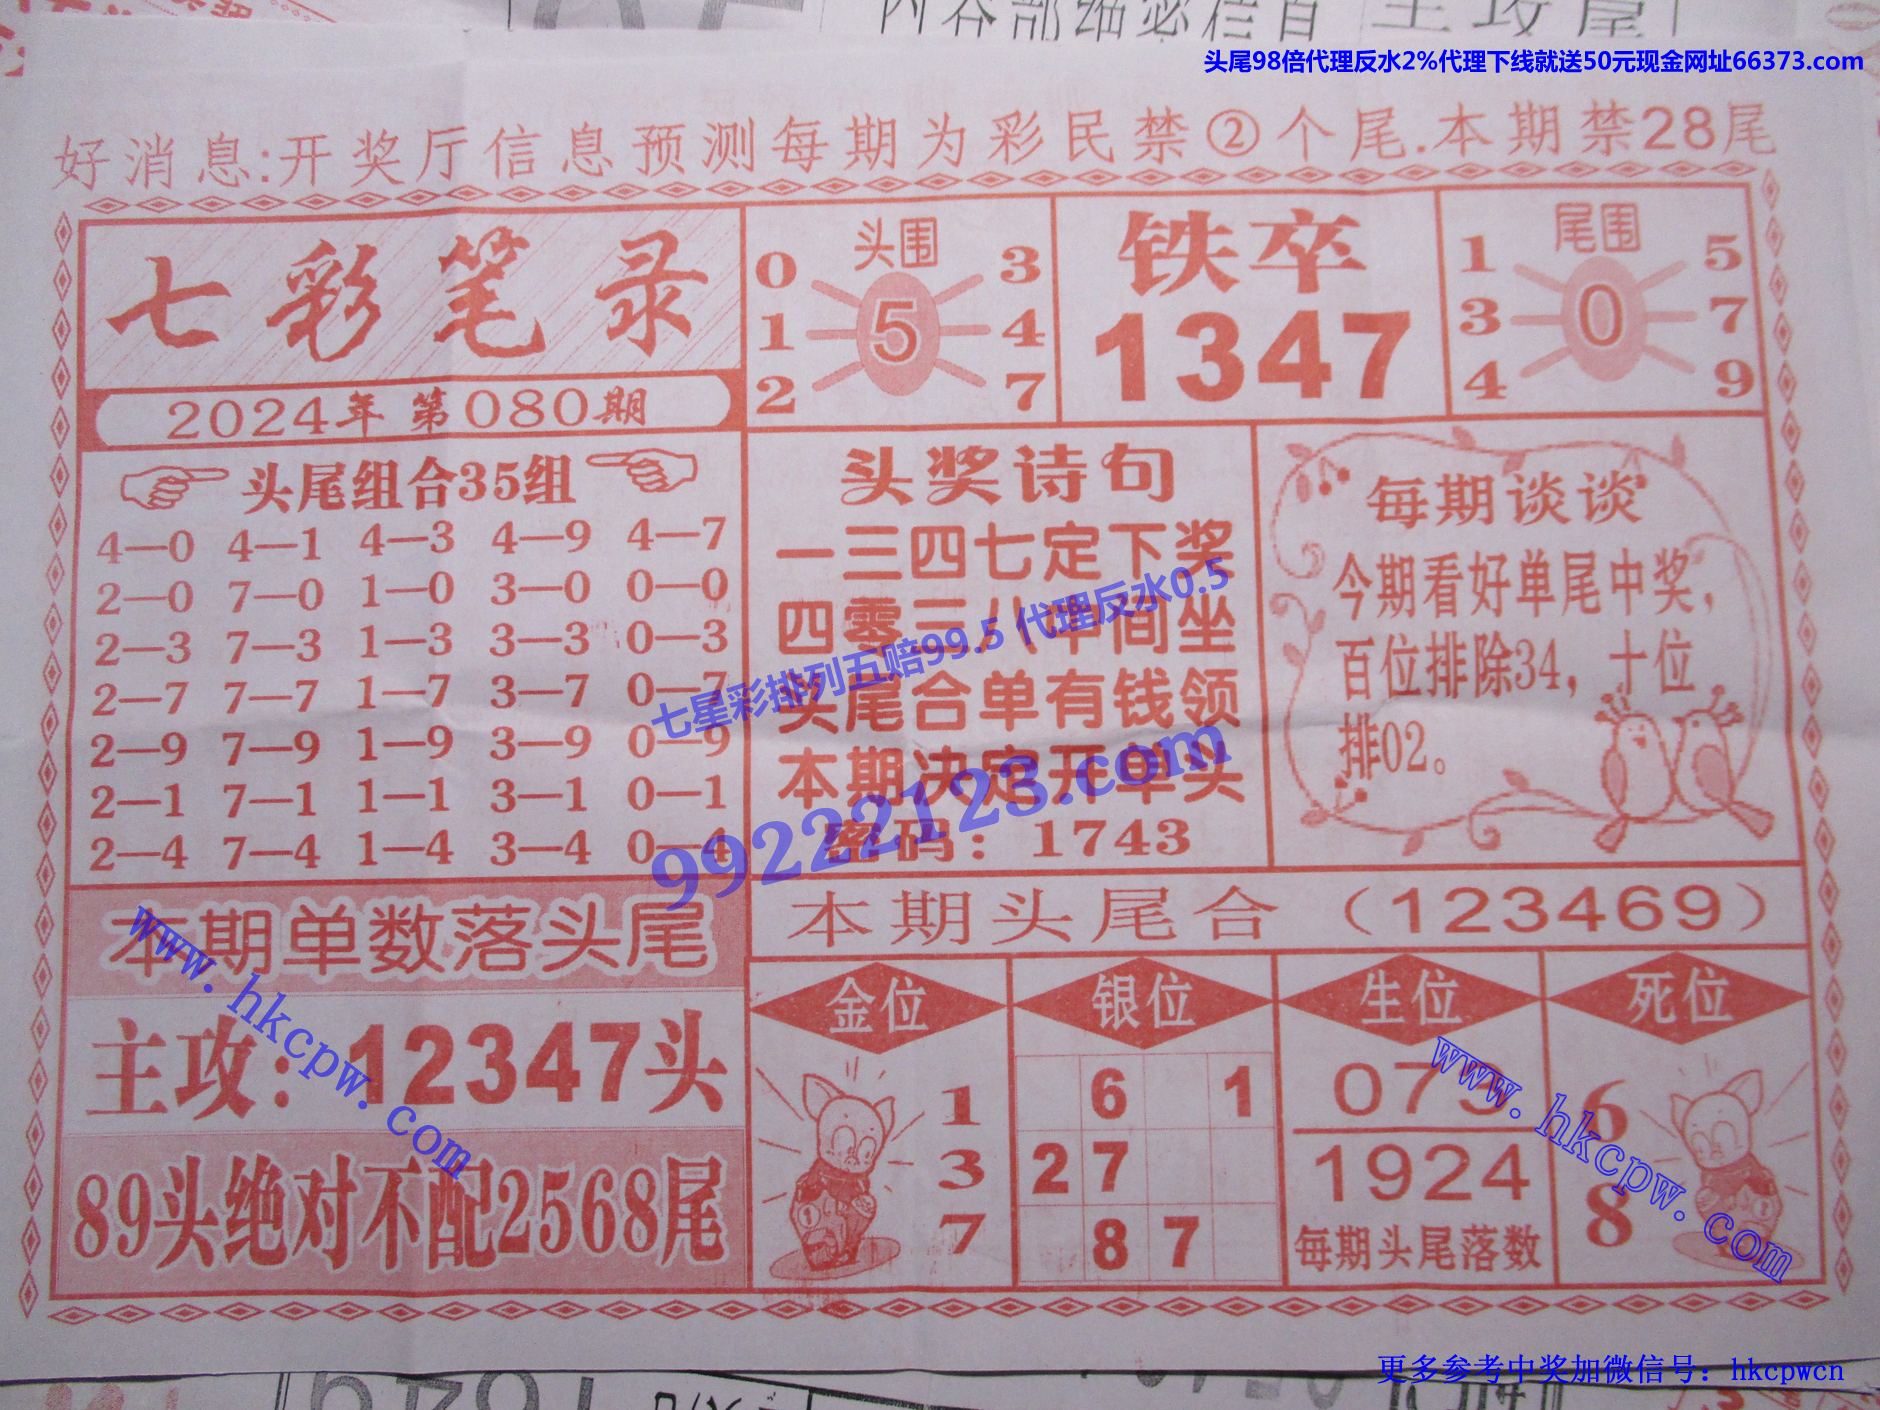 头尾98倍代理反水2%代理下线就送50元现金网址66373.com
好消息:开奖厅信息预测每期为彩民禁②个尾.本期禁28尾
七彩笔录
2024年 第080期
头围
0 3
1 5 4
2 7
铁卒
1347
尾围
1 5
3 0 7
4 9
头尾组合35组
4—0 4—1 4—3 4—9 4—7
2—0 7—0 1—0 3—0 0—0
2—3 7—3 1—3 3—3 0—3
2—7 7—7 1—7 3—7 0—7
2—9 7—9 1—9 3—9 0—9
2—1 7—1 1—1 3—1 0—1
2—4 7—4 1—4 3—4 0—4
头奖诗句
一三四七定下奖
四零三八中间坐
头尾合单有钱领
本期决定开单头
密码：1743
七星彩排列五赔99.5 代理反水0.5
99222123.com
每期谈谈
今期看好单尾中奖，
百位排除34，十位
排02。
本期单数落头尾
主攻：12347头
89头绝对不配2568尾
www.hkcpw.com
本期头尾合（123469）
金位
1
3
7
银位
6 1
2 7
8 7
生位
073
1924
每期头尾落数
死位
6
8
www.hkcpw.com
更多参考中奖加微信号：hkcpwcn